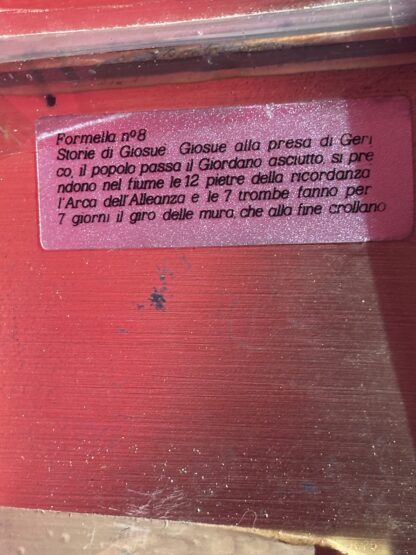 Formella nº8
Storie di Giosue Giosue alla presa di Geri
co, il popolo passa il Giordano asciutto, si pre
ndono nel fiume le 12 pietre della ricordanza
l'Arca dell'Alleanza e le 7 trombe fanno per
7 giorni il giro delle mura, che alla fine crollano